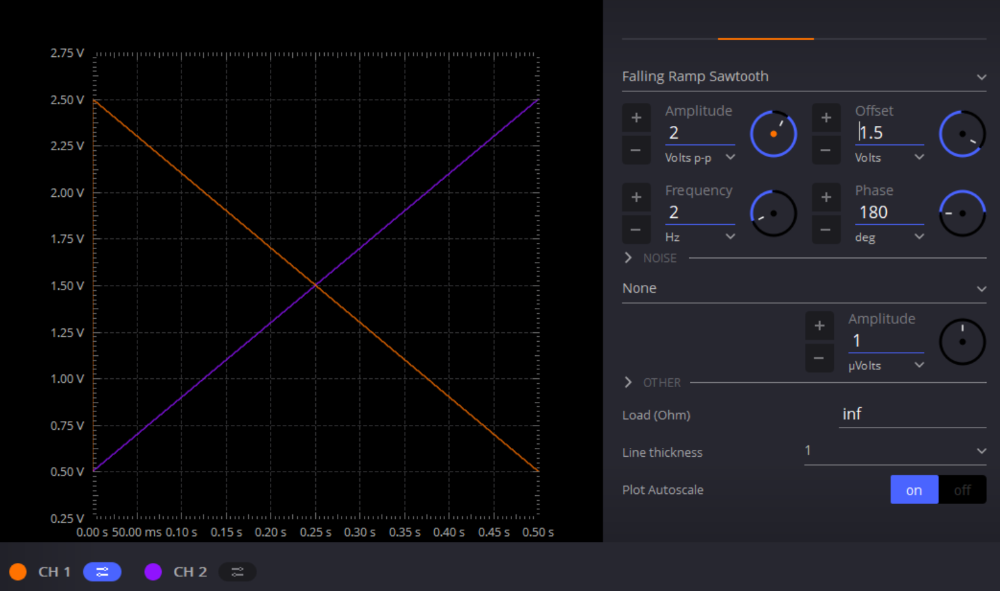 2.75 V
2.50 V
2.25 V
2.00 V
1.75 V
1.50 V
1.25 V
1.00 V
0.75 V
0.50 V
0.25 V
0.00 s 50.00 ms 0.10 s 0.15 s 0.20 s 0.25 s 0.30 s 0.35 s 0.40 s 0.45 s 0.50 s
Falling Ramp Sawtooth
+ Amplitude + Offset
2 1.5
− Volts p-p − Volts
+ Frequency + Phase
2 180
− Hz − deg
NOISE
None
+ Amplitude
1
− µVolts
OTHER
Load (Ohm) inf
Line thickness 1
Plot Autoscale on off
CH 1 CH 2